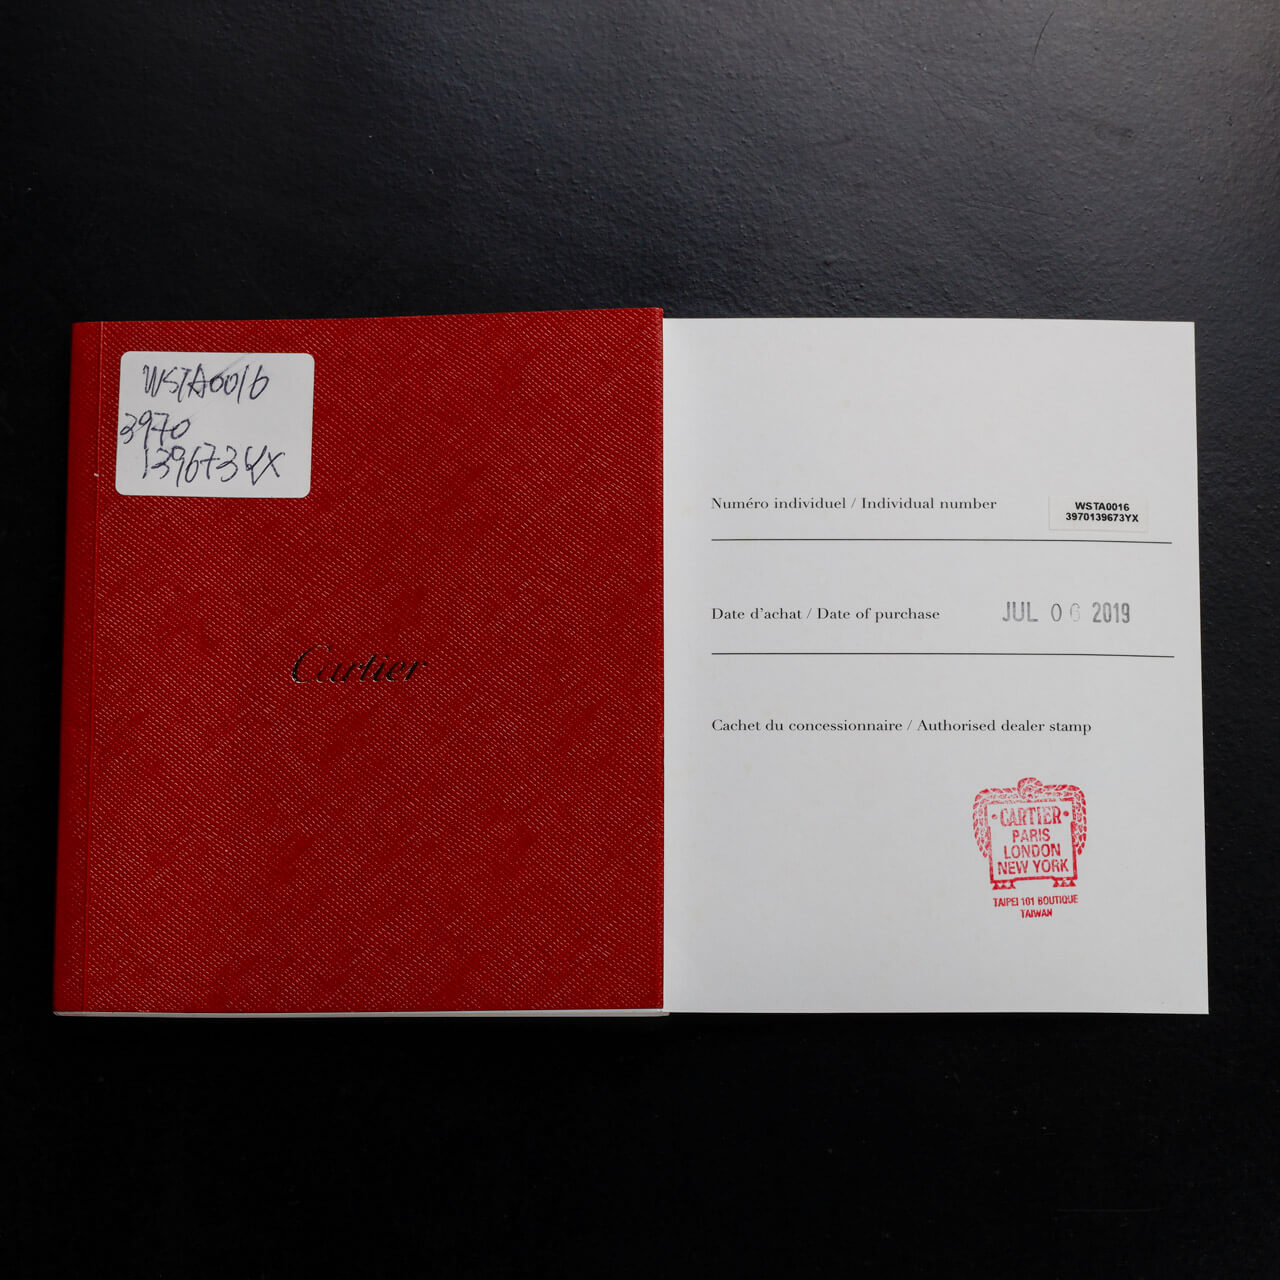 WSTA0016
3970
139673YX
Cartier
Numéro individuel / Individual number
WSTA0016
3970139673YX
Date d'achat / Date of purchase
JUL 06 2019
Cachet du concessionnaire / Authorised dealer stamp
CARTIER
PARIS
LONDON
NEW YORK
TAIPEI 101 BOUTIQUE
TAIWAN